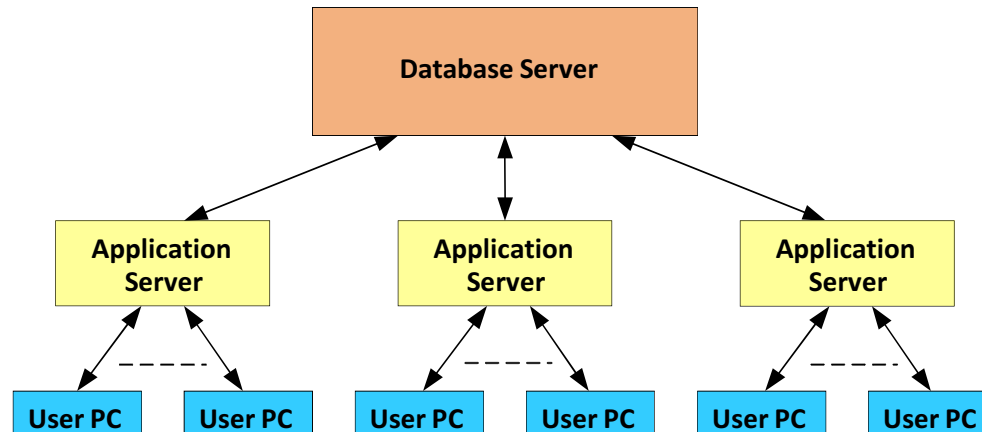 Database Server
Application
Server
Application
Server
Application
Server
User PC
User PC
User PC
User PC
User PC
User PC